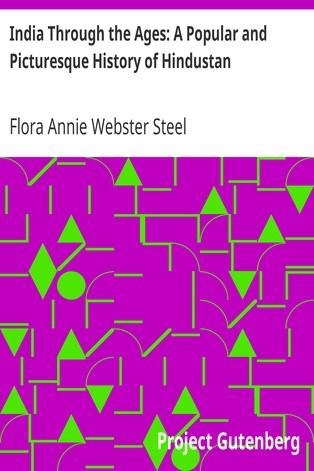 India Through the Ages: A Popular and
Picturesque History of Hindustan
Flora Annie Webster Steel
Project Gutenberg